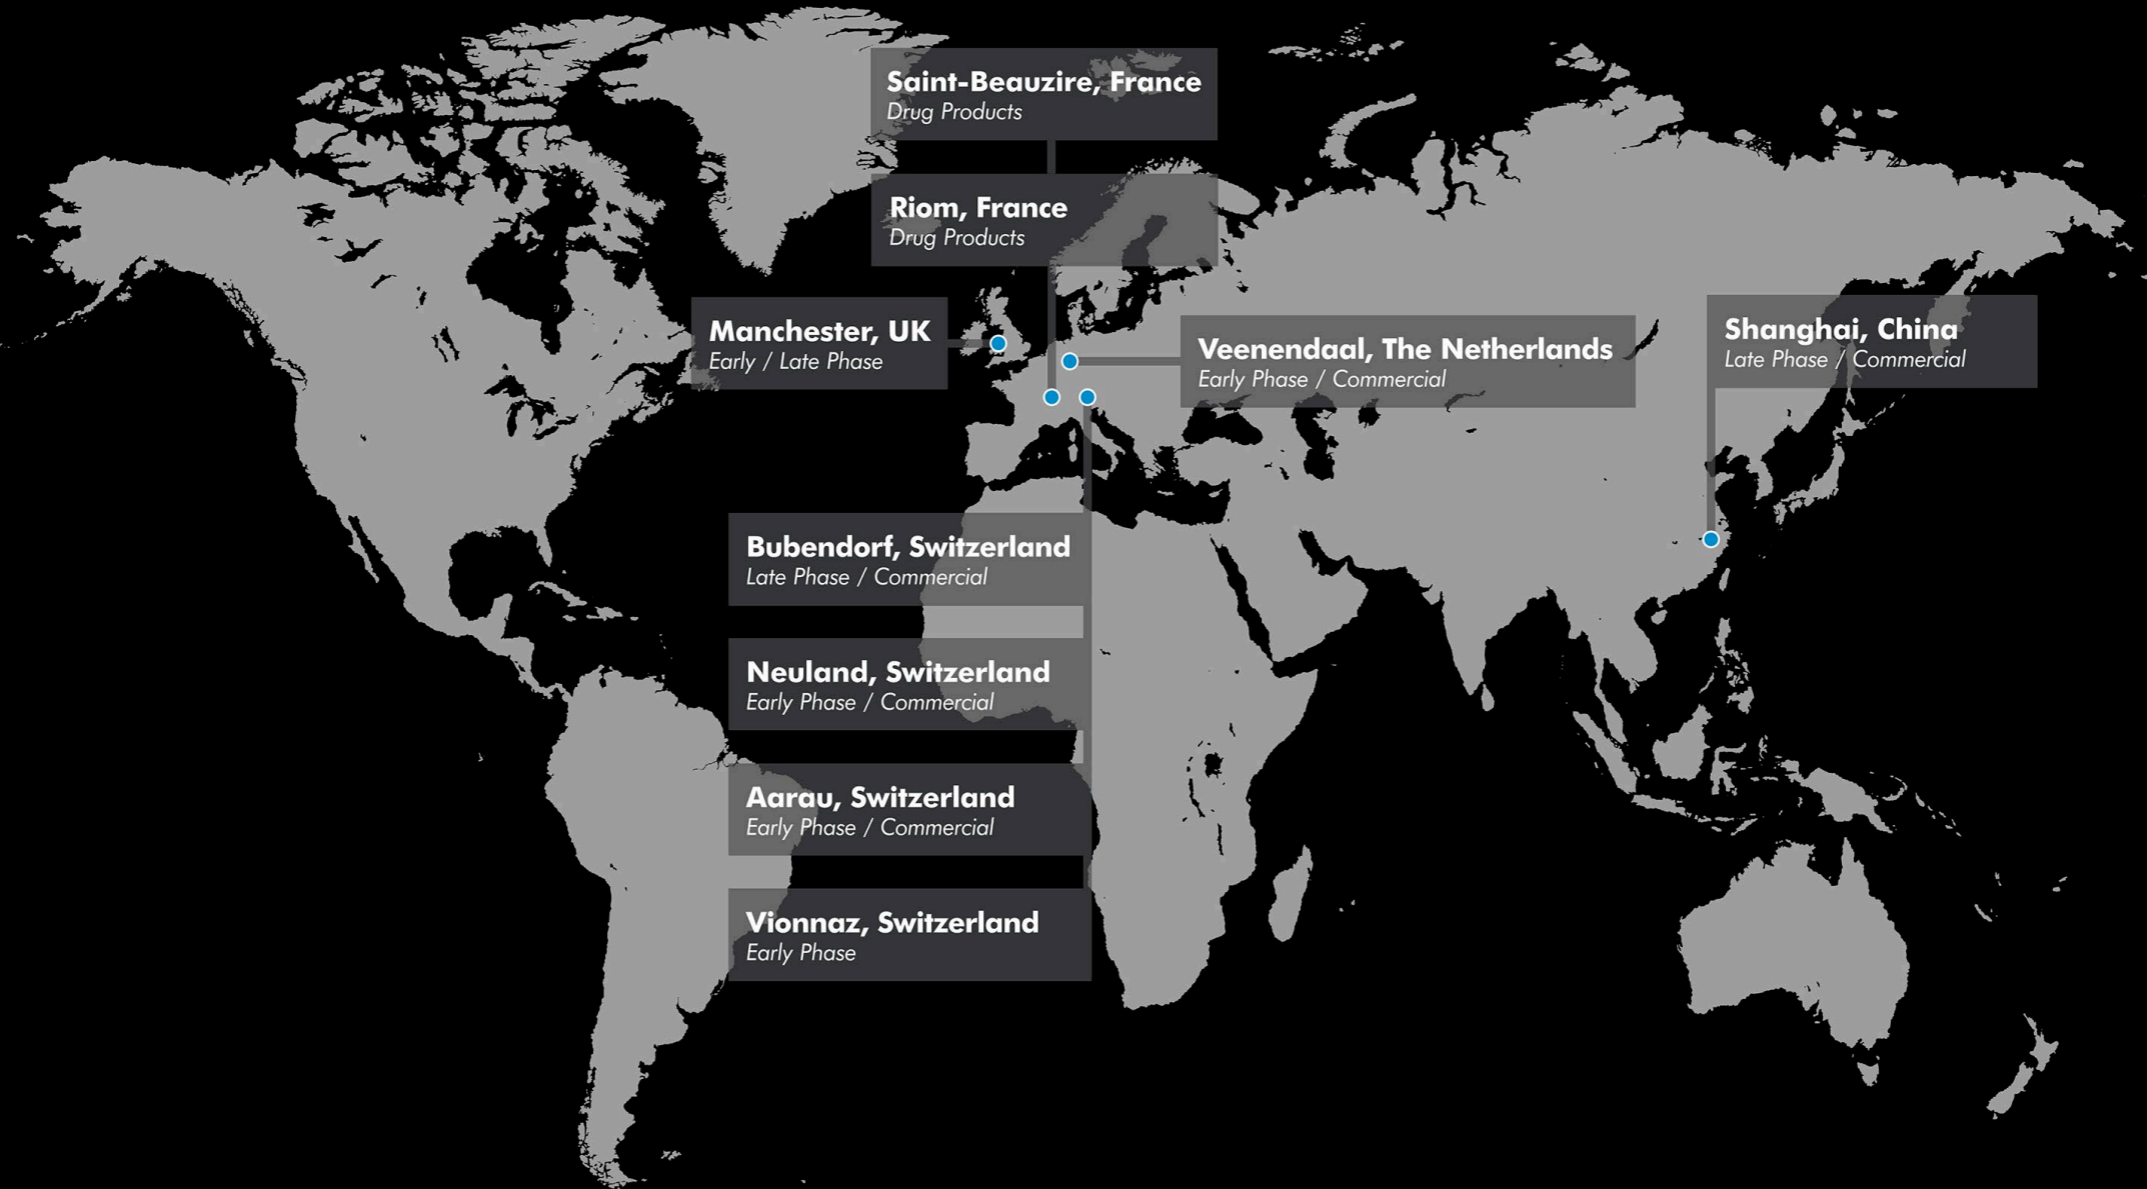 Saint-Beauzire, France
Drug Products
Riom, France
Drug Products
Manchester, UK
Early / Late Phase
Veenendaal, The Netherlands
Early Phase / Commercial
Shanghai, China
Late Phase / Commercial
Bubendorf, Switzerland
Late Phase / Commercial
Neuland, Switzerland
Early Phase / Commercial
Aarau, Switzerland
Early Phase / Commercial
Vionnaz, Switzerland
Early Phase